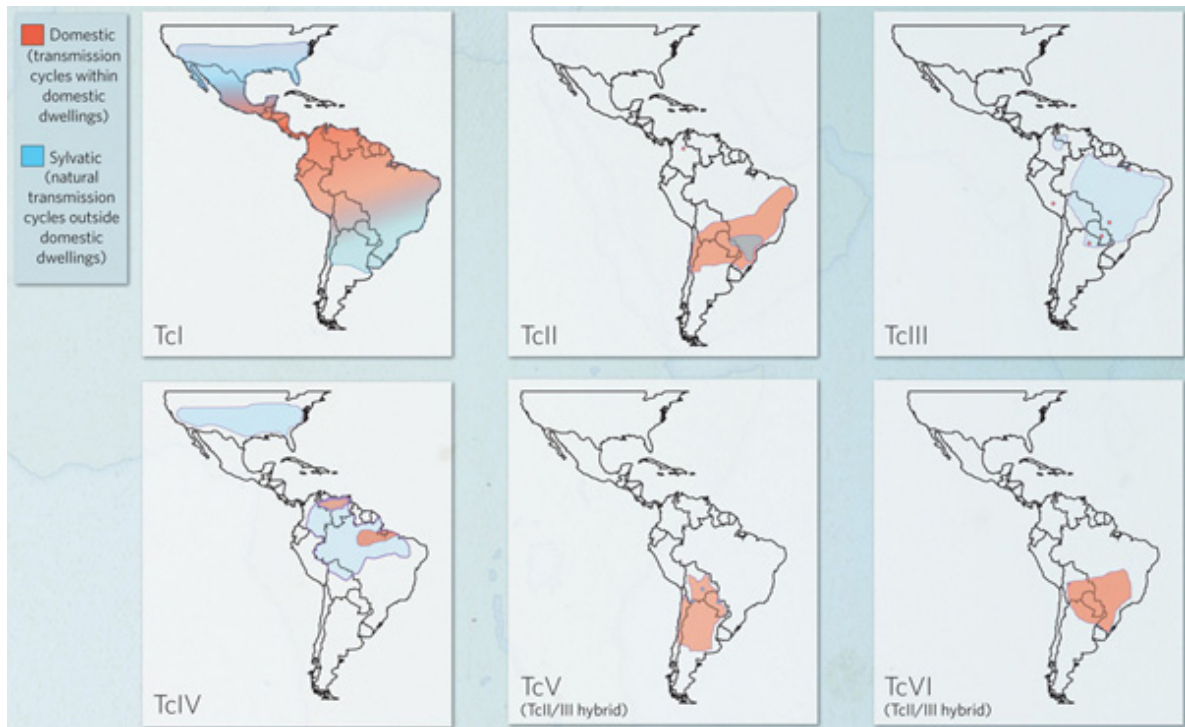 Domestic
(transmission
cycles within
domestic
dwellings)
Sylvatic
(natural
transmission
cycles outside
domestic
dwellings)
TcI
TcII
TcIII
TcIV
TcV
(TcII/III hybrid)
TcVI
(TcII/III hybrid)